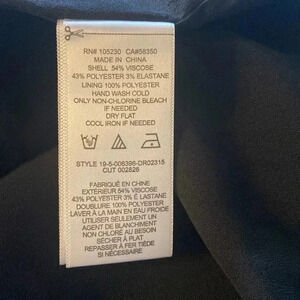 RN# 105230 CA#58350
MADE IN CHINA
SHELL 54% VISCOSE
43% POLYESTER 3% ELASTANE
LINING 100% POLYESTER
HAND WASH COLD
ONLY NON-CHLORINE BLEACH
IF NEEDED
DRY FLAT
COOL IRON IF NEEDED
STYLE 19-5-008396-DR02315
CUT 002826
FABRIQUÉ EN CHINE
EXTÉRIEUR 54% VISCOSE
43% POLYESTER 3% ÉLASTANE
DOUBLURE 100% POLYESTER
LAVER À LA MAIN EN EAU FROIDE
UTILISER SEULEMENT UN
AGENT DE BLANCHIMENT
NON CHLORÉ AU BESOIN
SÉCHER À PLAT
REPASSER À FER TIÈDE
SI NÉCESSAIRE